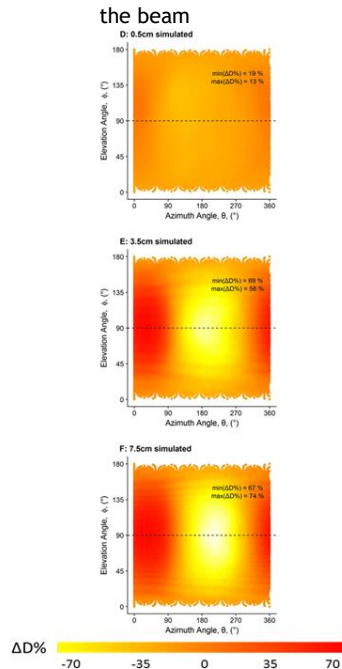 the beam
D: 0.5cm simulated
180
135
90
45
0
Elevation Angle, ϕ, (°)
min(ΔD%) = 19 %
max(ΔD%) = 13 %
0 90 180 270 360
Azimuth Angle, θ, (°)
E: 3.5cm simulated
180
135
90
45
0
Elevation Angle, ϕ, (°)
min(ΔD%) = 69 %
max(ΔD%) = 56 %
0 90 180 270 360
Azimuth Angle, θ, (°)
F: 7.5cm simulated
180
135
90
45
0
Elevation Angle, ϕ, (°)
min(ΔD%) = 67 %
max(ΔD%) = 74 %
0 90 180 270 360
Azimuth Angle, θ, (°)
ΔD%
-70 -35 0 35 70